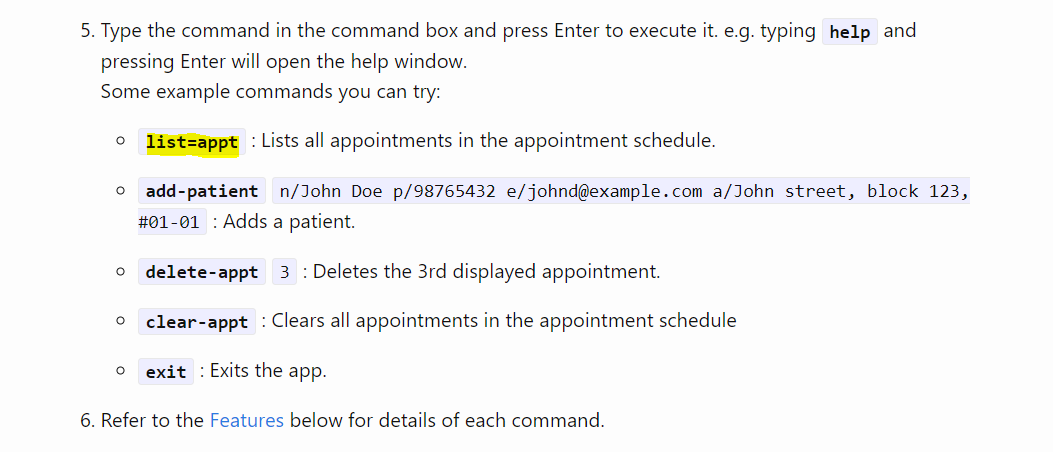 5. Type the command in the command box and press Enter to execute it. e.g. typing help and
pressing Enter will open the help window.
Some example commands you can try:
list=appt : Lists all appointments in the appointment schedule.
add-patient n/John Doe p/98765432 e/johnd@example.com a/John street, block 123,
#01-01 : Adds a patient.
delete-appt 3 : Deletes the 3rd displayed appointment.
clear-appt : Clears all appointments in the appointment schedule
exit : Exits the app.
6. Refer to the Features below for details of each command.